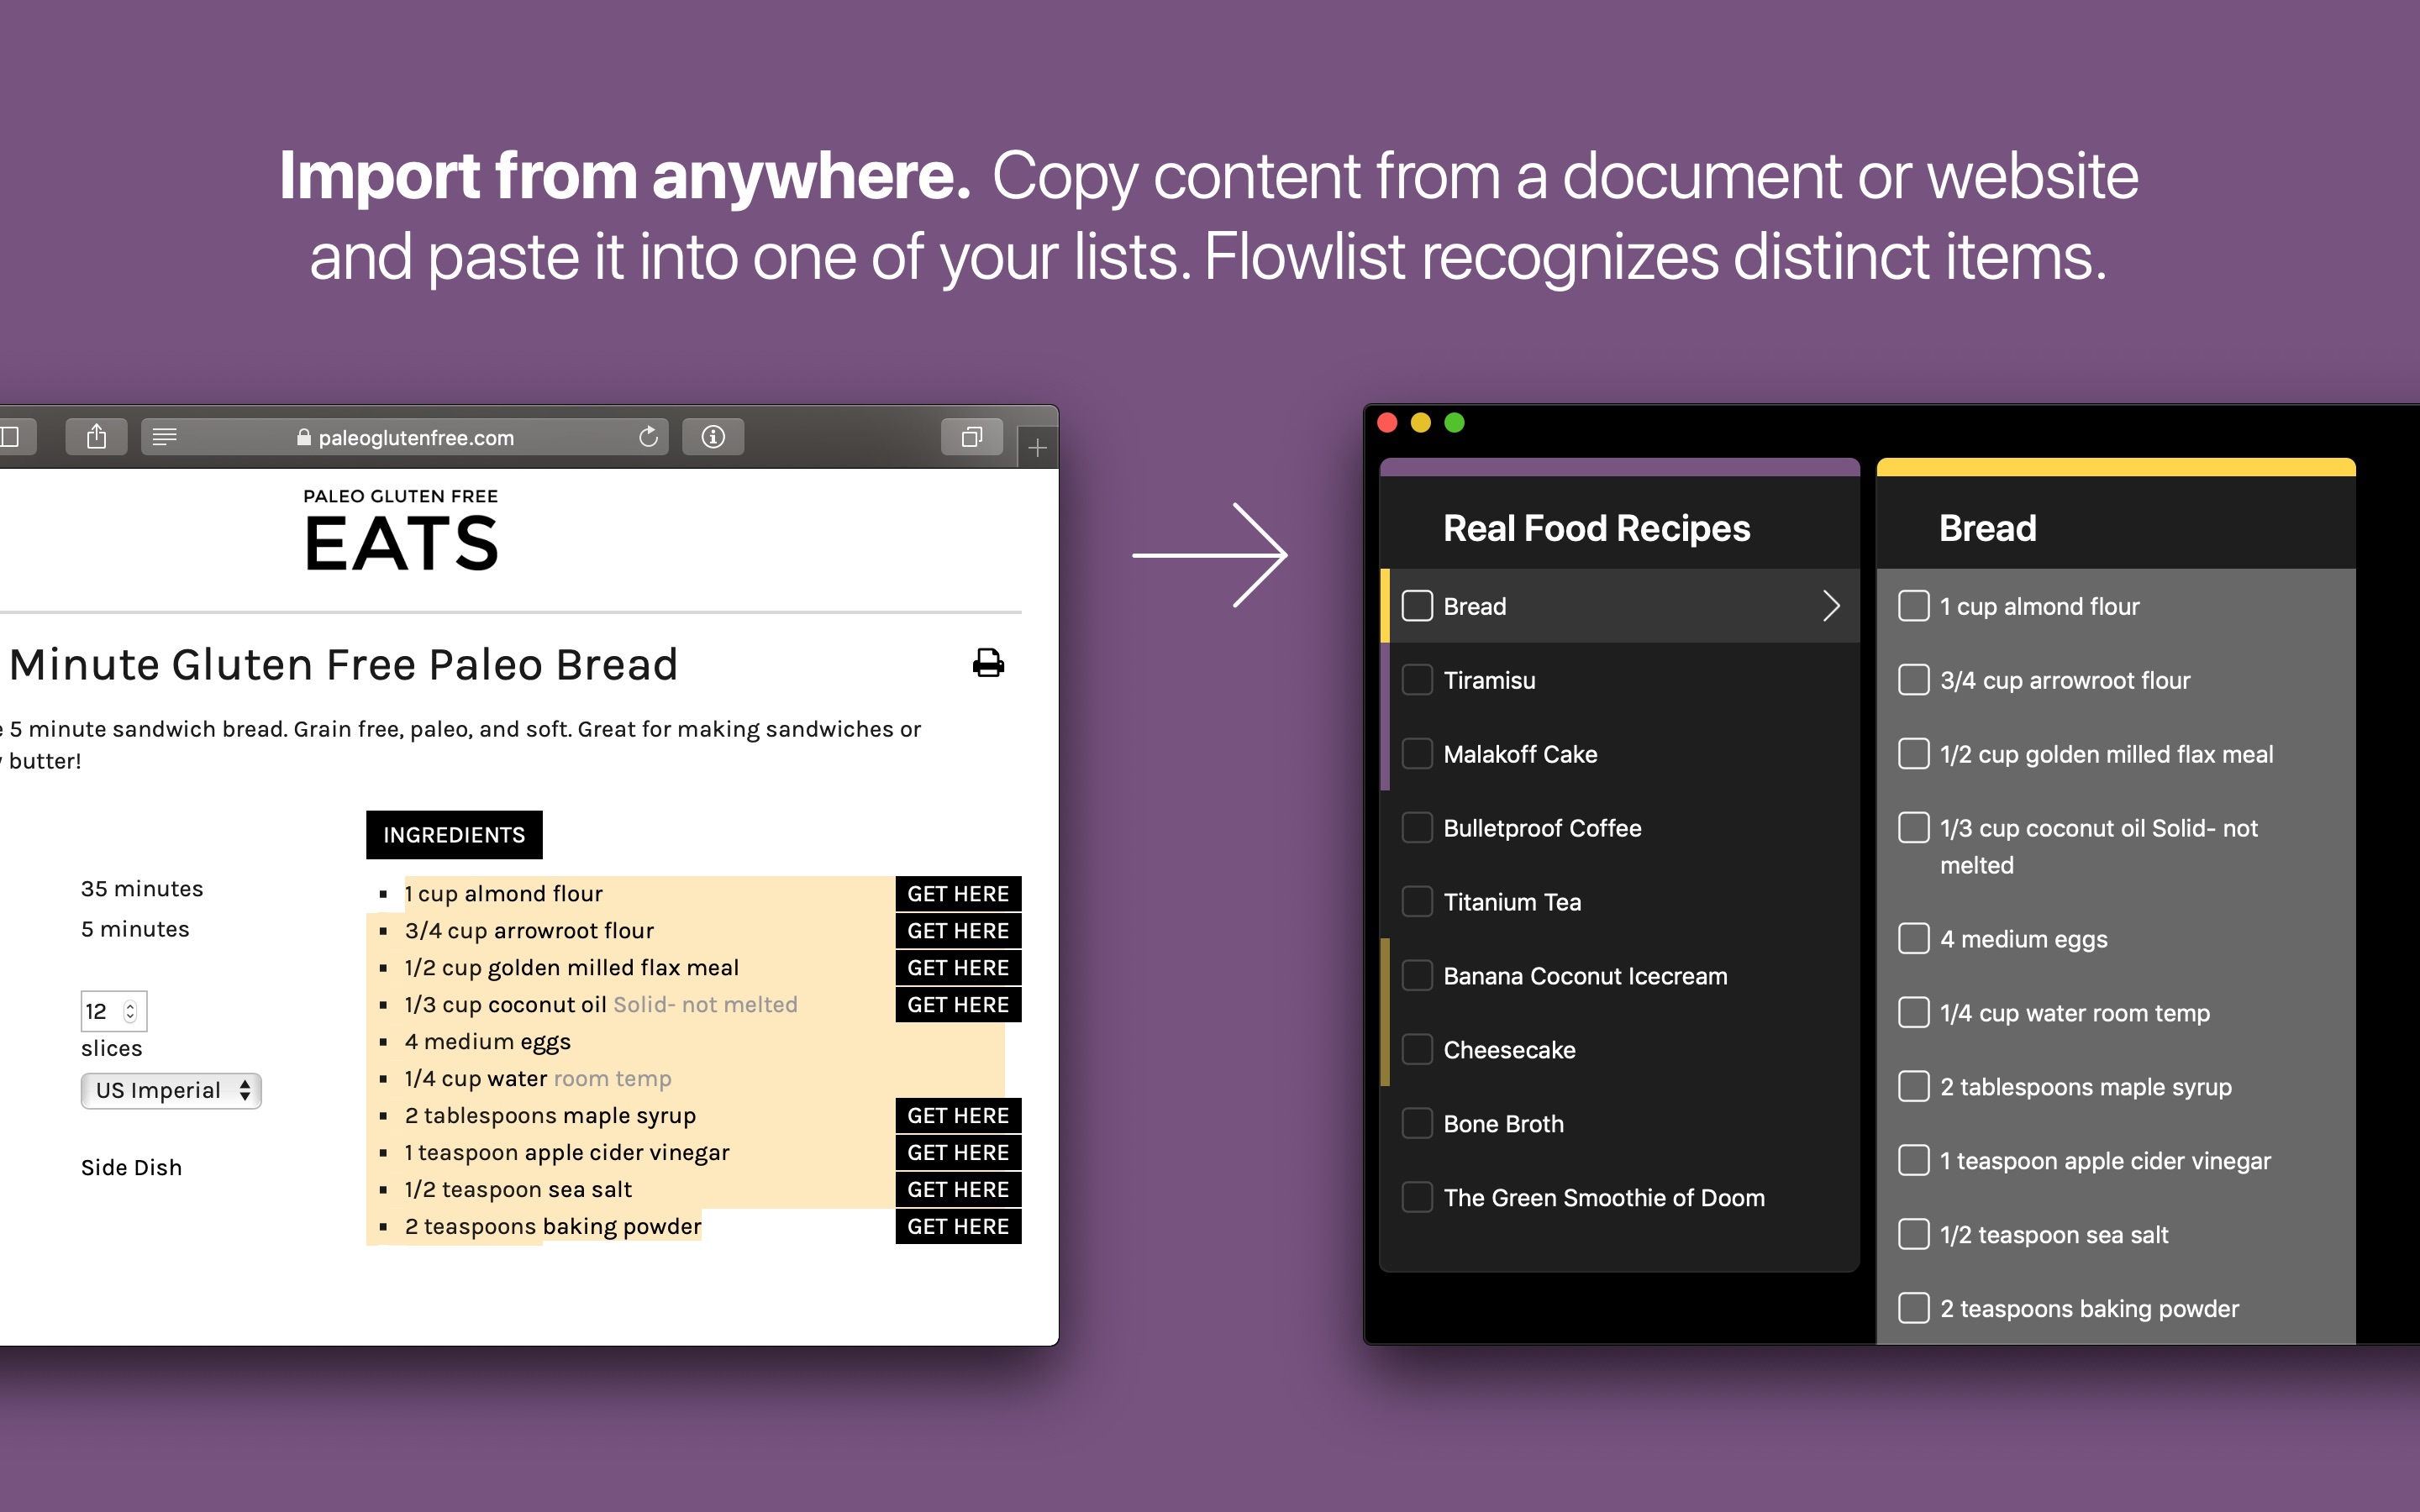 Import from anywhere. Copy content from a document or website
and paste it into one of your lists. Flowlist recognizes distinct items.
paleoglutenfree.com
PALEO GLUTEN FREE
EATS
Minute Gluten Free Paleo Bread
5 minute sandwich bread. Grain free, paleo, and soft. Great for making sandwiches or
butter!
INGREDIENTS
35 minutes
5 minutes
12
slices
US Imperial
Side Dish
1 cup almond flour GET HERE
3/4 cup arrowroot flour GET HERE
1/2 cup golden milled flax meal GET HERE
1/3 cup coconut oil Solid- not melted GET HERE
4 medium eggs
1/4 cup water room temp
2 tablespoons maple syrup GET HERE
1 teaspoon apple cider vinegar GET HERE
1/2 teaspoon sea salt GET HERE
2 teaspoons baking powder GET HERE
Real Food Recipes
Bread
Tiramisu
Malakoff Cake
Bulletproof Coffee
Titanium Tea
Banana Coconut Icecream
Cheesecake
Bone Broth
The Green Smoothie of Doom
Bread
1 cup almond flour
3/4 cup arrowroot flour
1/2 cup golden milled flax meal
1/3 cup coconut oil Solid- not
melted
4 medium eggs
1/4 cup water room temp
2 tablespoons maple syrup
1 teaspoon apple cider vinegar
1/2 teaspoon sea salt
2 teaspoons baking powder